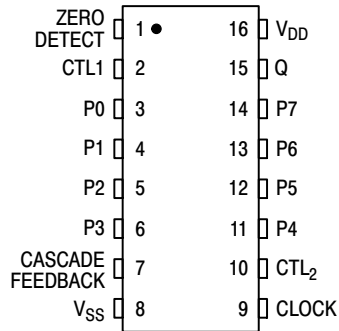 ZERO
DETECT 1 16 VDD
CTL1 2 15 Q
P0 3 14 P7
P1 4 13 P6
P2 5 12 P5
P3 6 11 P4
CASCADE
FEEDBACK 7 10 CTL2
VSS 8 9 CLOCK